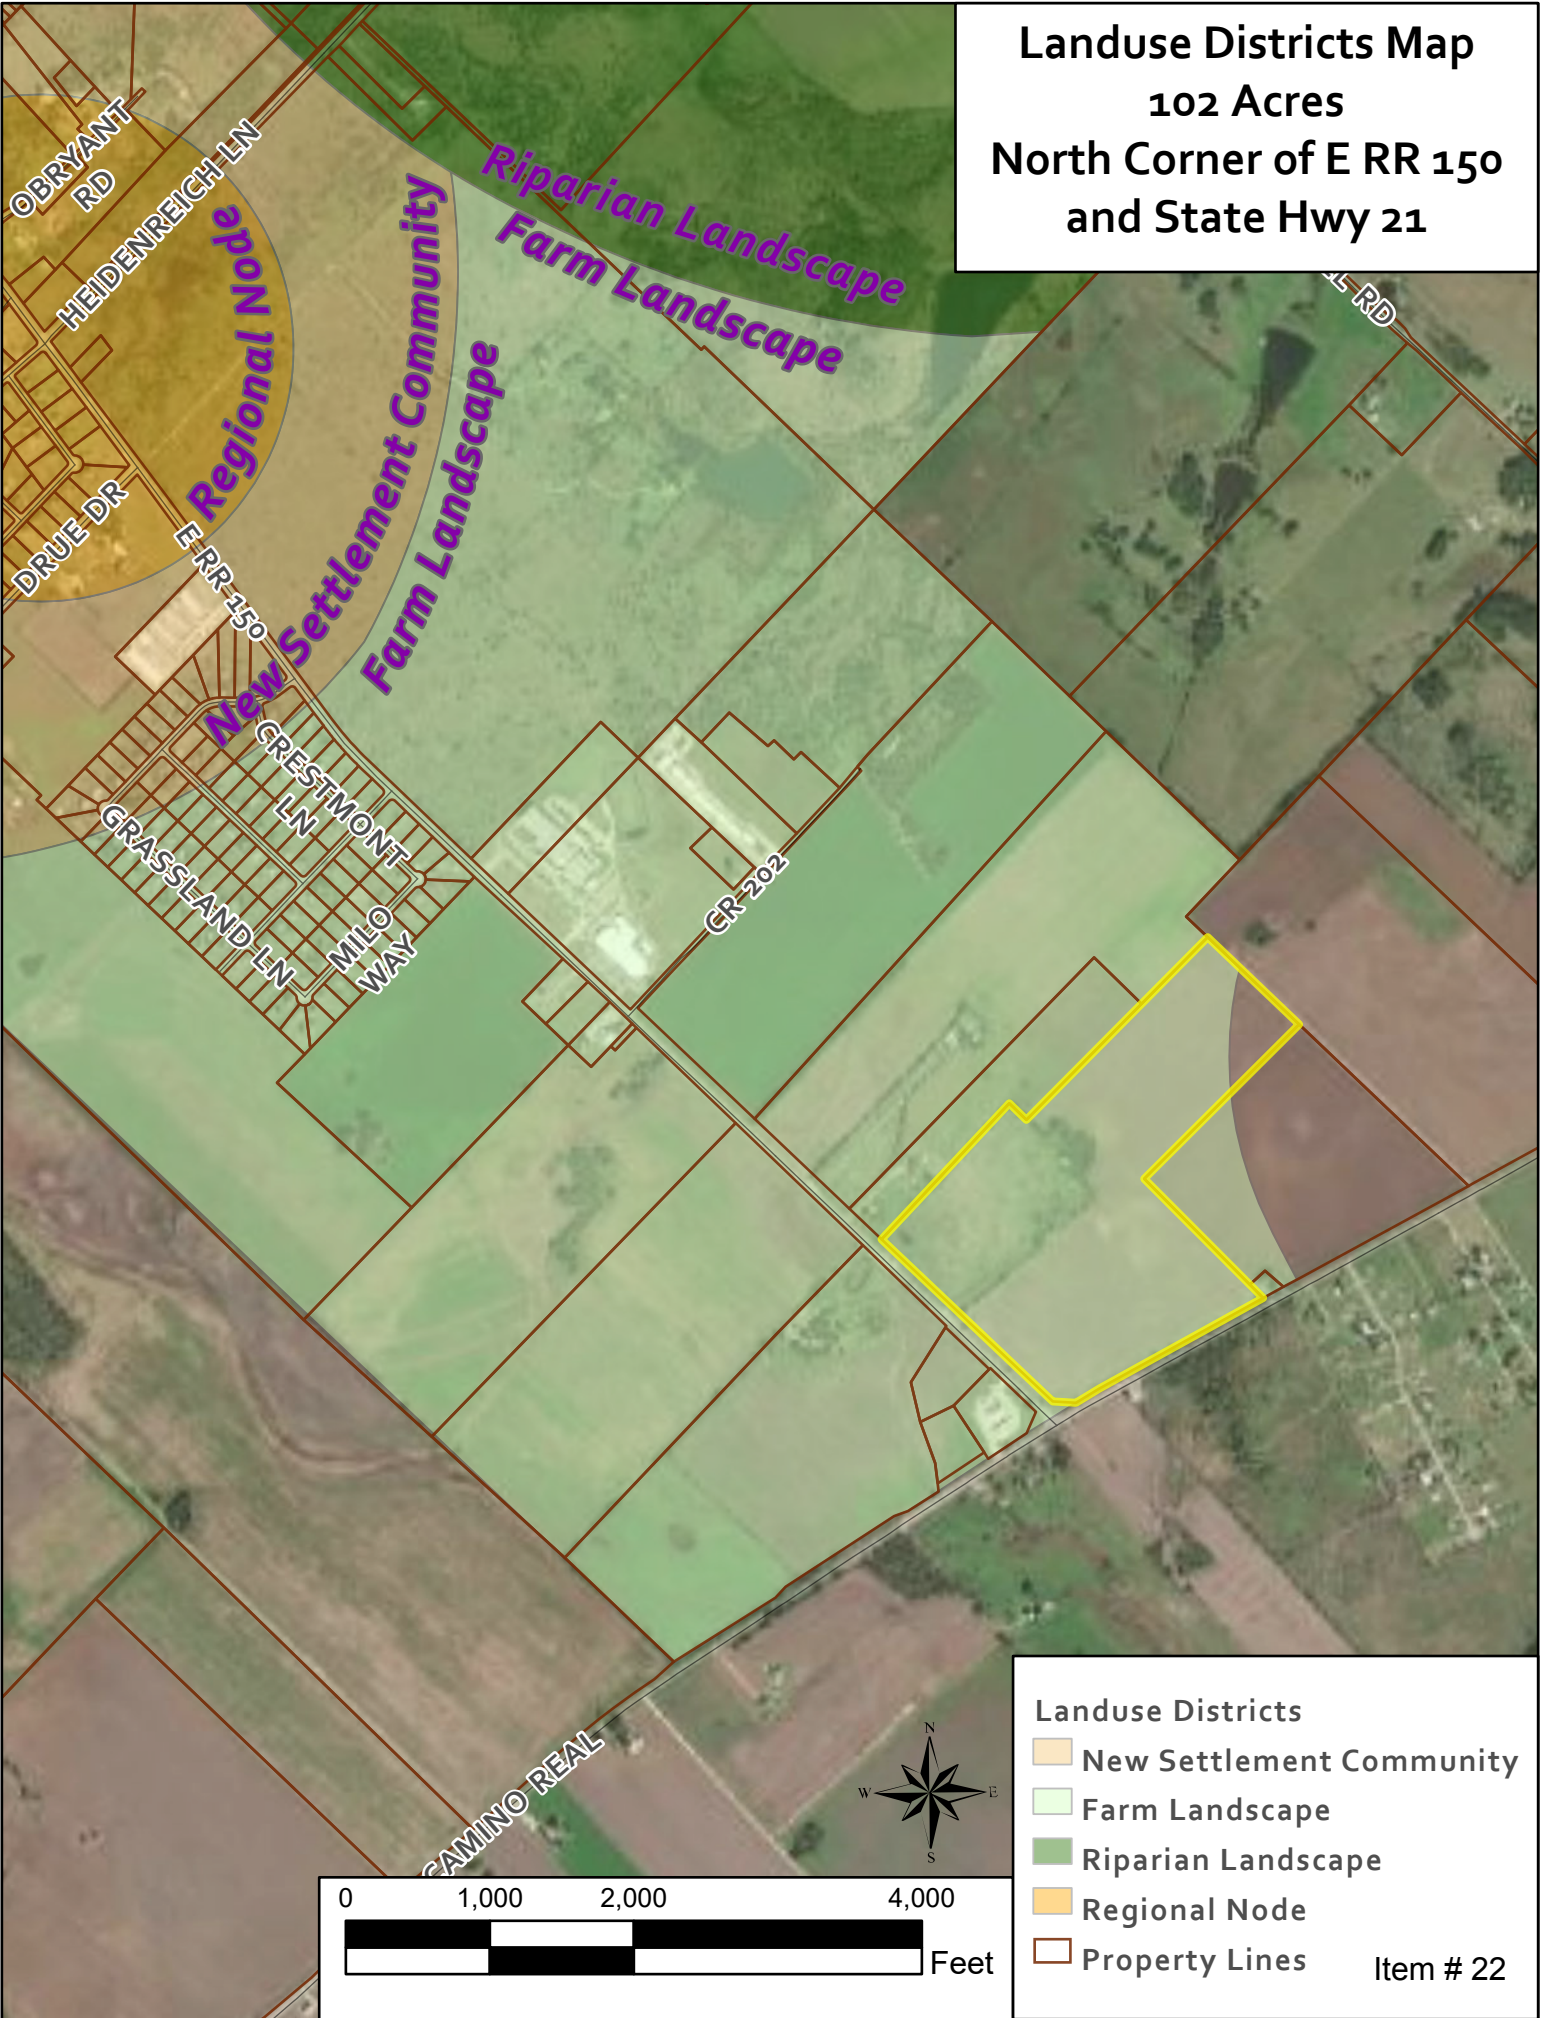 Landuse Districts Map
102 Acres
North Corner of E RR 150
and State Hwy 21
OBRYANT
RD
HEIDENREICH LN
Regional Node
New Settlement Community
Farm Landscape
Riparian Landscape
Farm Landscape
RD
DRUE DR
E RR 150
CRESTMONT
LN
GRASSLAND LN
MILO
WAY
CR 202
CAMINO REAL
N
W
E
S
Landuse Districts
New Settlement Community
Farm Landscape
Riparian Landscape
Regional Node
Property Lines
Item # 22
0 1,000 2,000 4,000
Feet